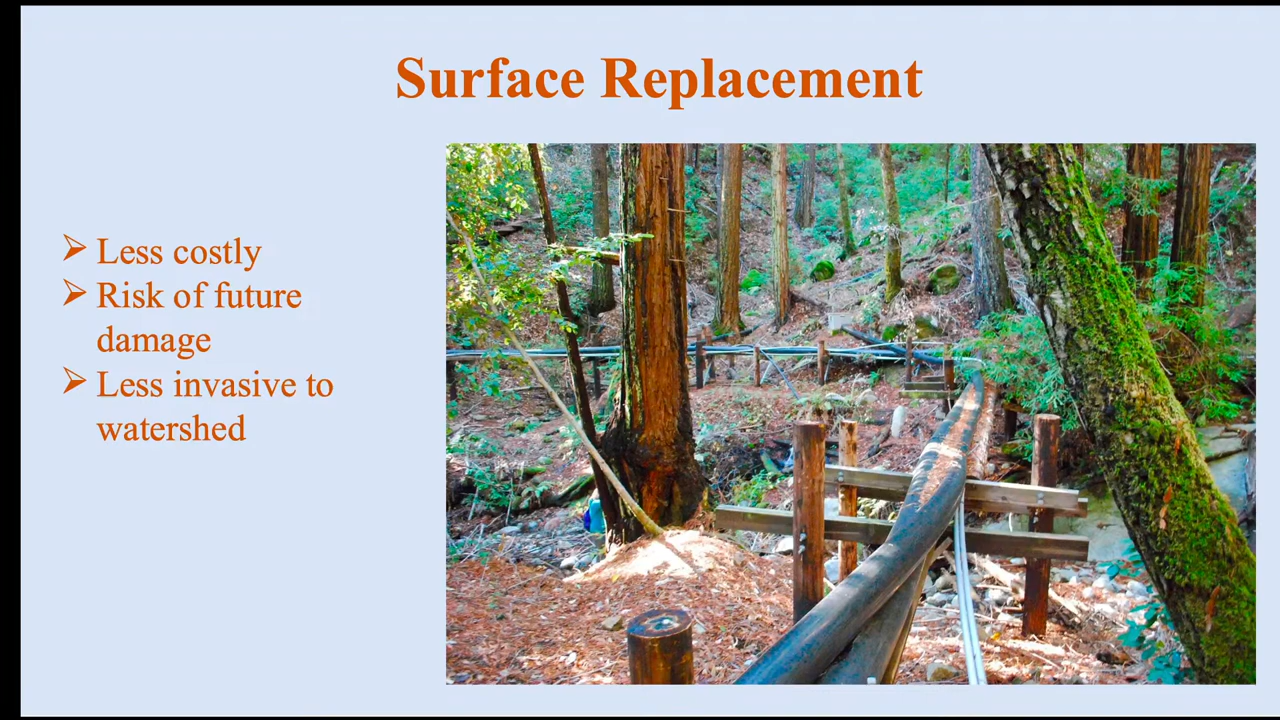 Surface Replacement
➢ Less costly
➢ Risk of future
damage
➢ Less invasive to
watershed